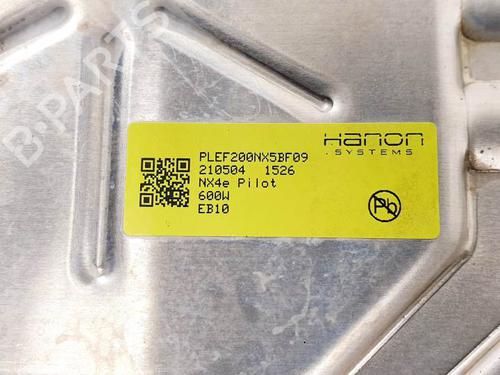 B-PARTS
PLEF200NX5BF09
210504 1526
NX4e Pilot
600W
EB10
Hanon
SYSTEMS
Pb